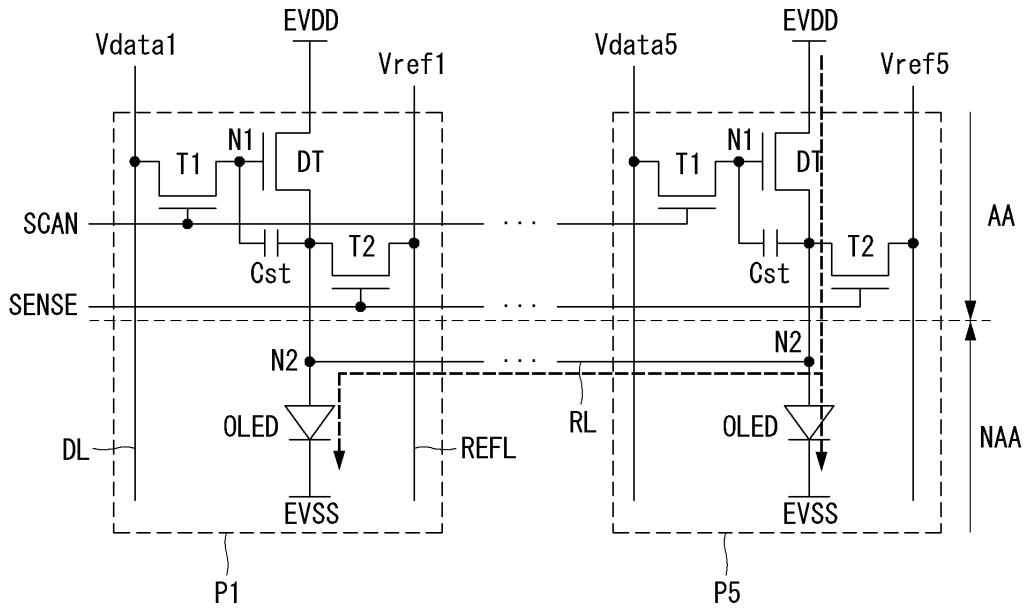 EVDD
EVDD
Vdata1
Vref1
Vdata5
Vref5
N1
T1
DT
N1
T1
DT
SCAN
...
AA
T2
T2
Cst
Cst
SENSE
...
N2
...
N2
OLED
RL
OLED
DL
REFL
NAA
EVSS
EVSS
P1
P5